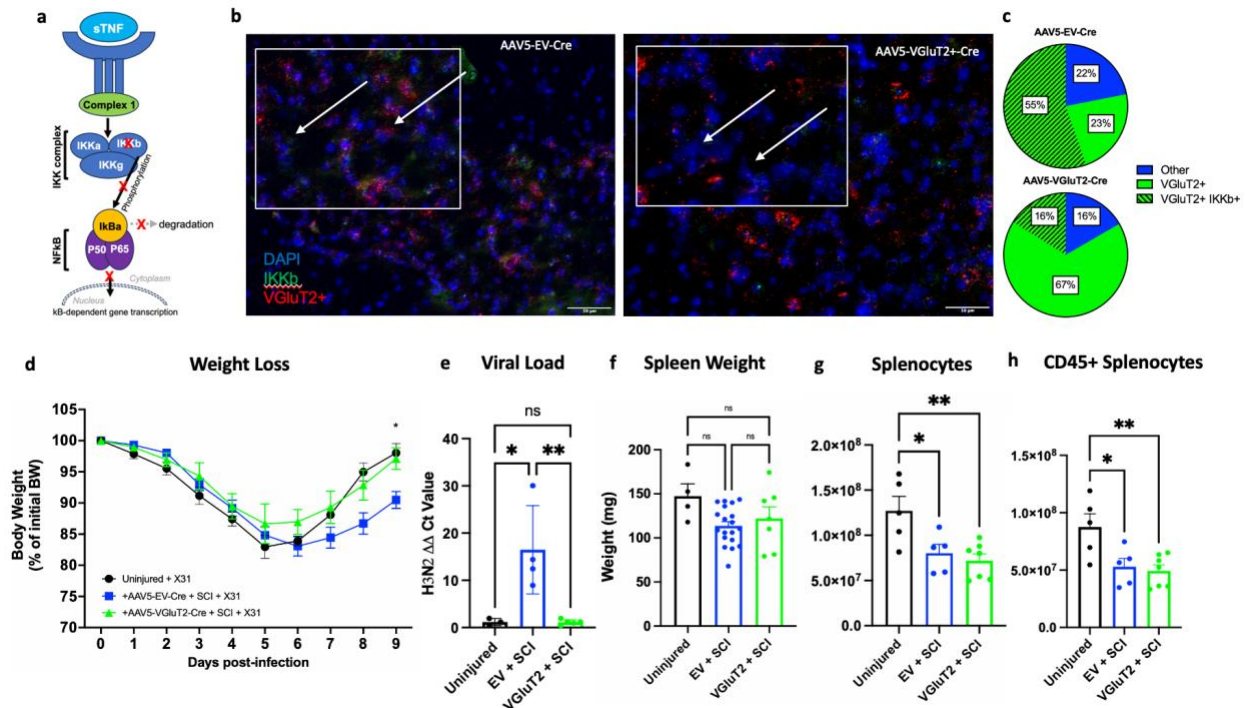 a
sTNF
Complex 1
IKK complex
IKKa
IKKb
IKKg
Phosphorylation
IkBa
degradation
NFkB
P50 P65
Cytoplasm
Nucleus
kB-dependent gene transcription
b
AAV5-EV-Cre
DAPI
IKKb
VGluT2+
AAV5-VGluT2+-Cre
c
AAV5-EV-Cre
22%
55%
23%
AAV5-VGluT2-Cre
16%
16%
67%
Other
VGluT2+
VGluT2+ IKKb+
d
Weight Loss
Body Weight
(% of initial BW)
105
100
95
90
85
80
75
70
*
Uninjured + X31
+AAV5-EV-Cre + SCI + X31
+AAV5-VGluT2-Cre + SCI + X31
0 1 2 3 4 5 6 7 8 9
Days post-infection
e
Viral Load
H3N2 ΔΔ Ct Value
40
30
20
10
0
ns
* **
Uninjured
EV + SCI
VGluT2 + SCI
f
Spleen Weight
Weight (mg)
200
150
100
50
0
ns
ns ns
Uninjured
EV + SCI
VGluT2 + SCI
g
Splenocytes
2.0×10⁸
1.5×10⁸
1.0×10⁸
5.0×10⁷
0.0
**
*
Uninjured
EV + SCI
VGluT2 + SCI
h
CD45+ Splenocytes
1.5×10⁸
1.0×10⁸
5.0×10⁷
0.0
**
*
Uninjured
EV + SCI
VGluT2 + SCI